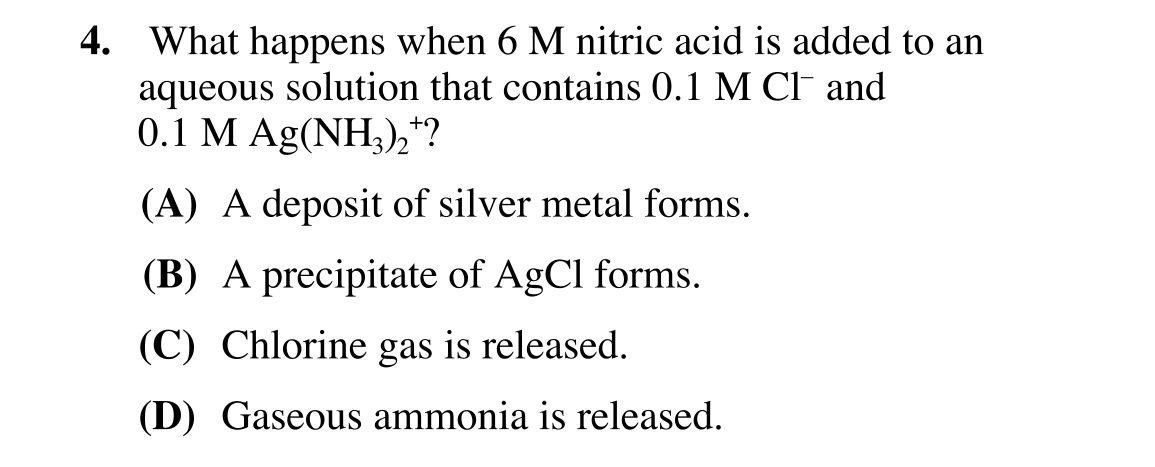 4. What happens when 6 M nitric acid is added to an
aqueous solution that contains 0.1 M Cl⁻ and
0.1 M Ag(NH₃)₂⁺?
(A) A deposit of silver metal forms.
(B) A precipitate of AgCl forms.
(C) Chlorine gas is released.
(D) Gaseous ammonia is released.